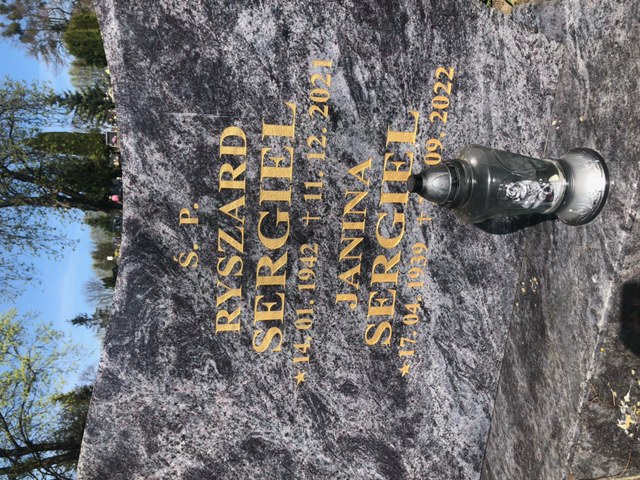 Ś. P.
RYSZARD
SERGIEL
★14. 01. 1942 ✝ 11. 12. 2021
JANINA
SERGIEL
★17. 04. 1939 ✝ 09. 2022